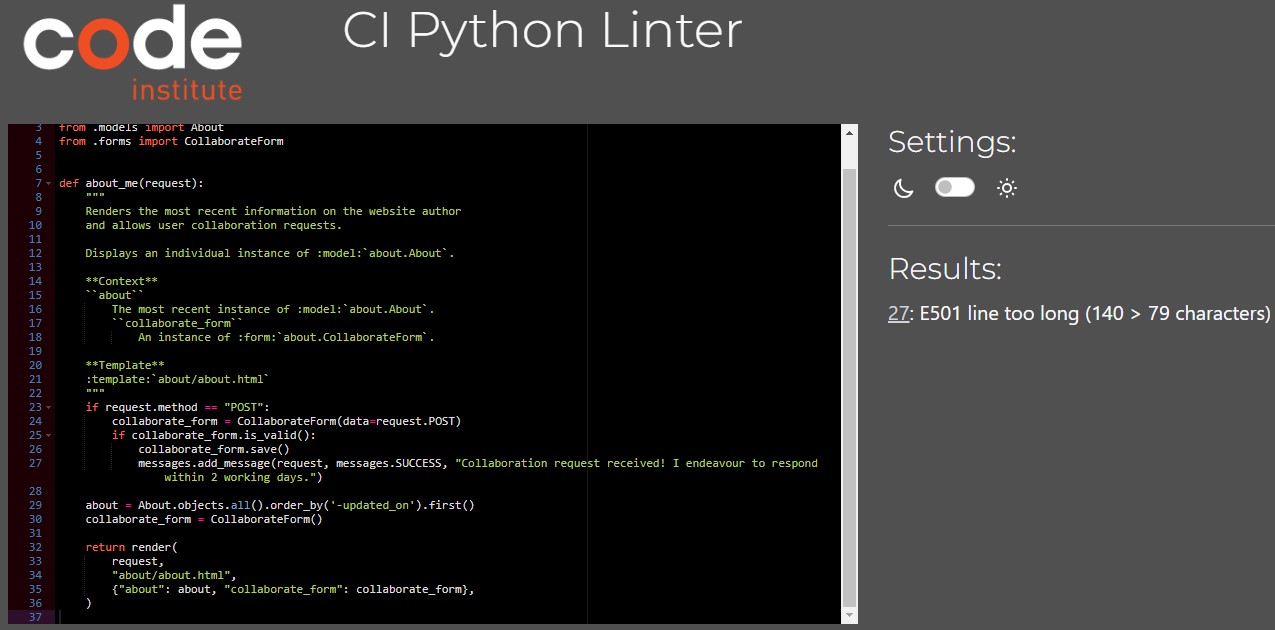 code
institute
CI Python Linter
3 from .models import About
4 from .forms import CollaborateForm
5
6
7 def about_me(request):
8 """
9 Renders the most recent information on the website author
10 and allows user collaboration requests.
11
12 Displays an individual instance of :model:`about.About`.
13
14 **Context**
15 ``about``
16 The most recent instance of :model:`about.About`.
17 ``collaborate_form``
18 An instance of :form:`about.CollaborateForm`.
19
20 **Template**
21 :template:`about/about.html`
22 """
23 if request.method == "POST":
24 collaborate_form = CollaborateForm(data=request.POST)
25 if collaborate_form.is_valid():
26 collaborate_form.save()
27 messages.add_message(request, messages.SUCCESS, "Collaboration request received! I endeavour to respond
within 2 working days.")
28
29 about = About.objects.all().order_by('-updated_on').first()
30 collaborate_form = CollaborateForm()
31
32 return render(
33 request,
34 "about/about.html",
35 {"about": about, "collaborate_form": collaborate_form},
36 )
37
Settings:
Results:
27: E501 line too long (140 > 79 characters)